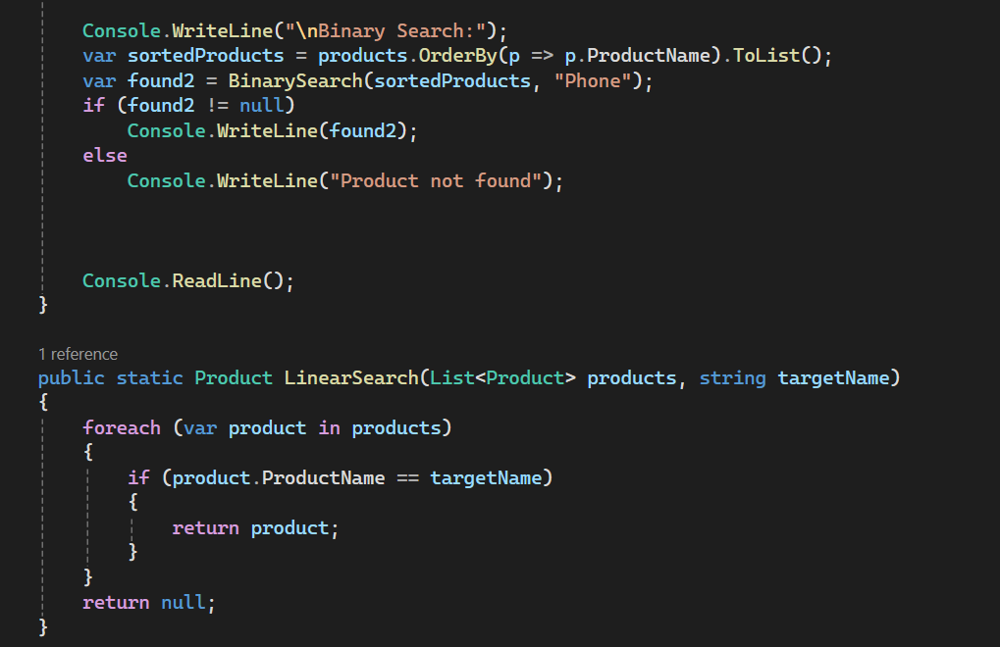 Console.WriteLine("\nBinary Search:");
var sortedProducts = products.OrderBy(p => p.ProductName).ToList();
var found2 = BinarySearch(sortedProducts, "Phone");
if (found2 != null)
    Console.WriteLine(found2);
else
    Console.WriteLine("Product not found");
Console.ReadLine();
}
1 reference
public static Product LinearSearch(List<Product> products, string targetName)
{
    foreach (var product in products)
    {
        if (product.ProductName == targetName)
        {
            return product;
        }
    }
    return null;
}